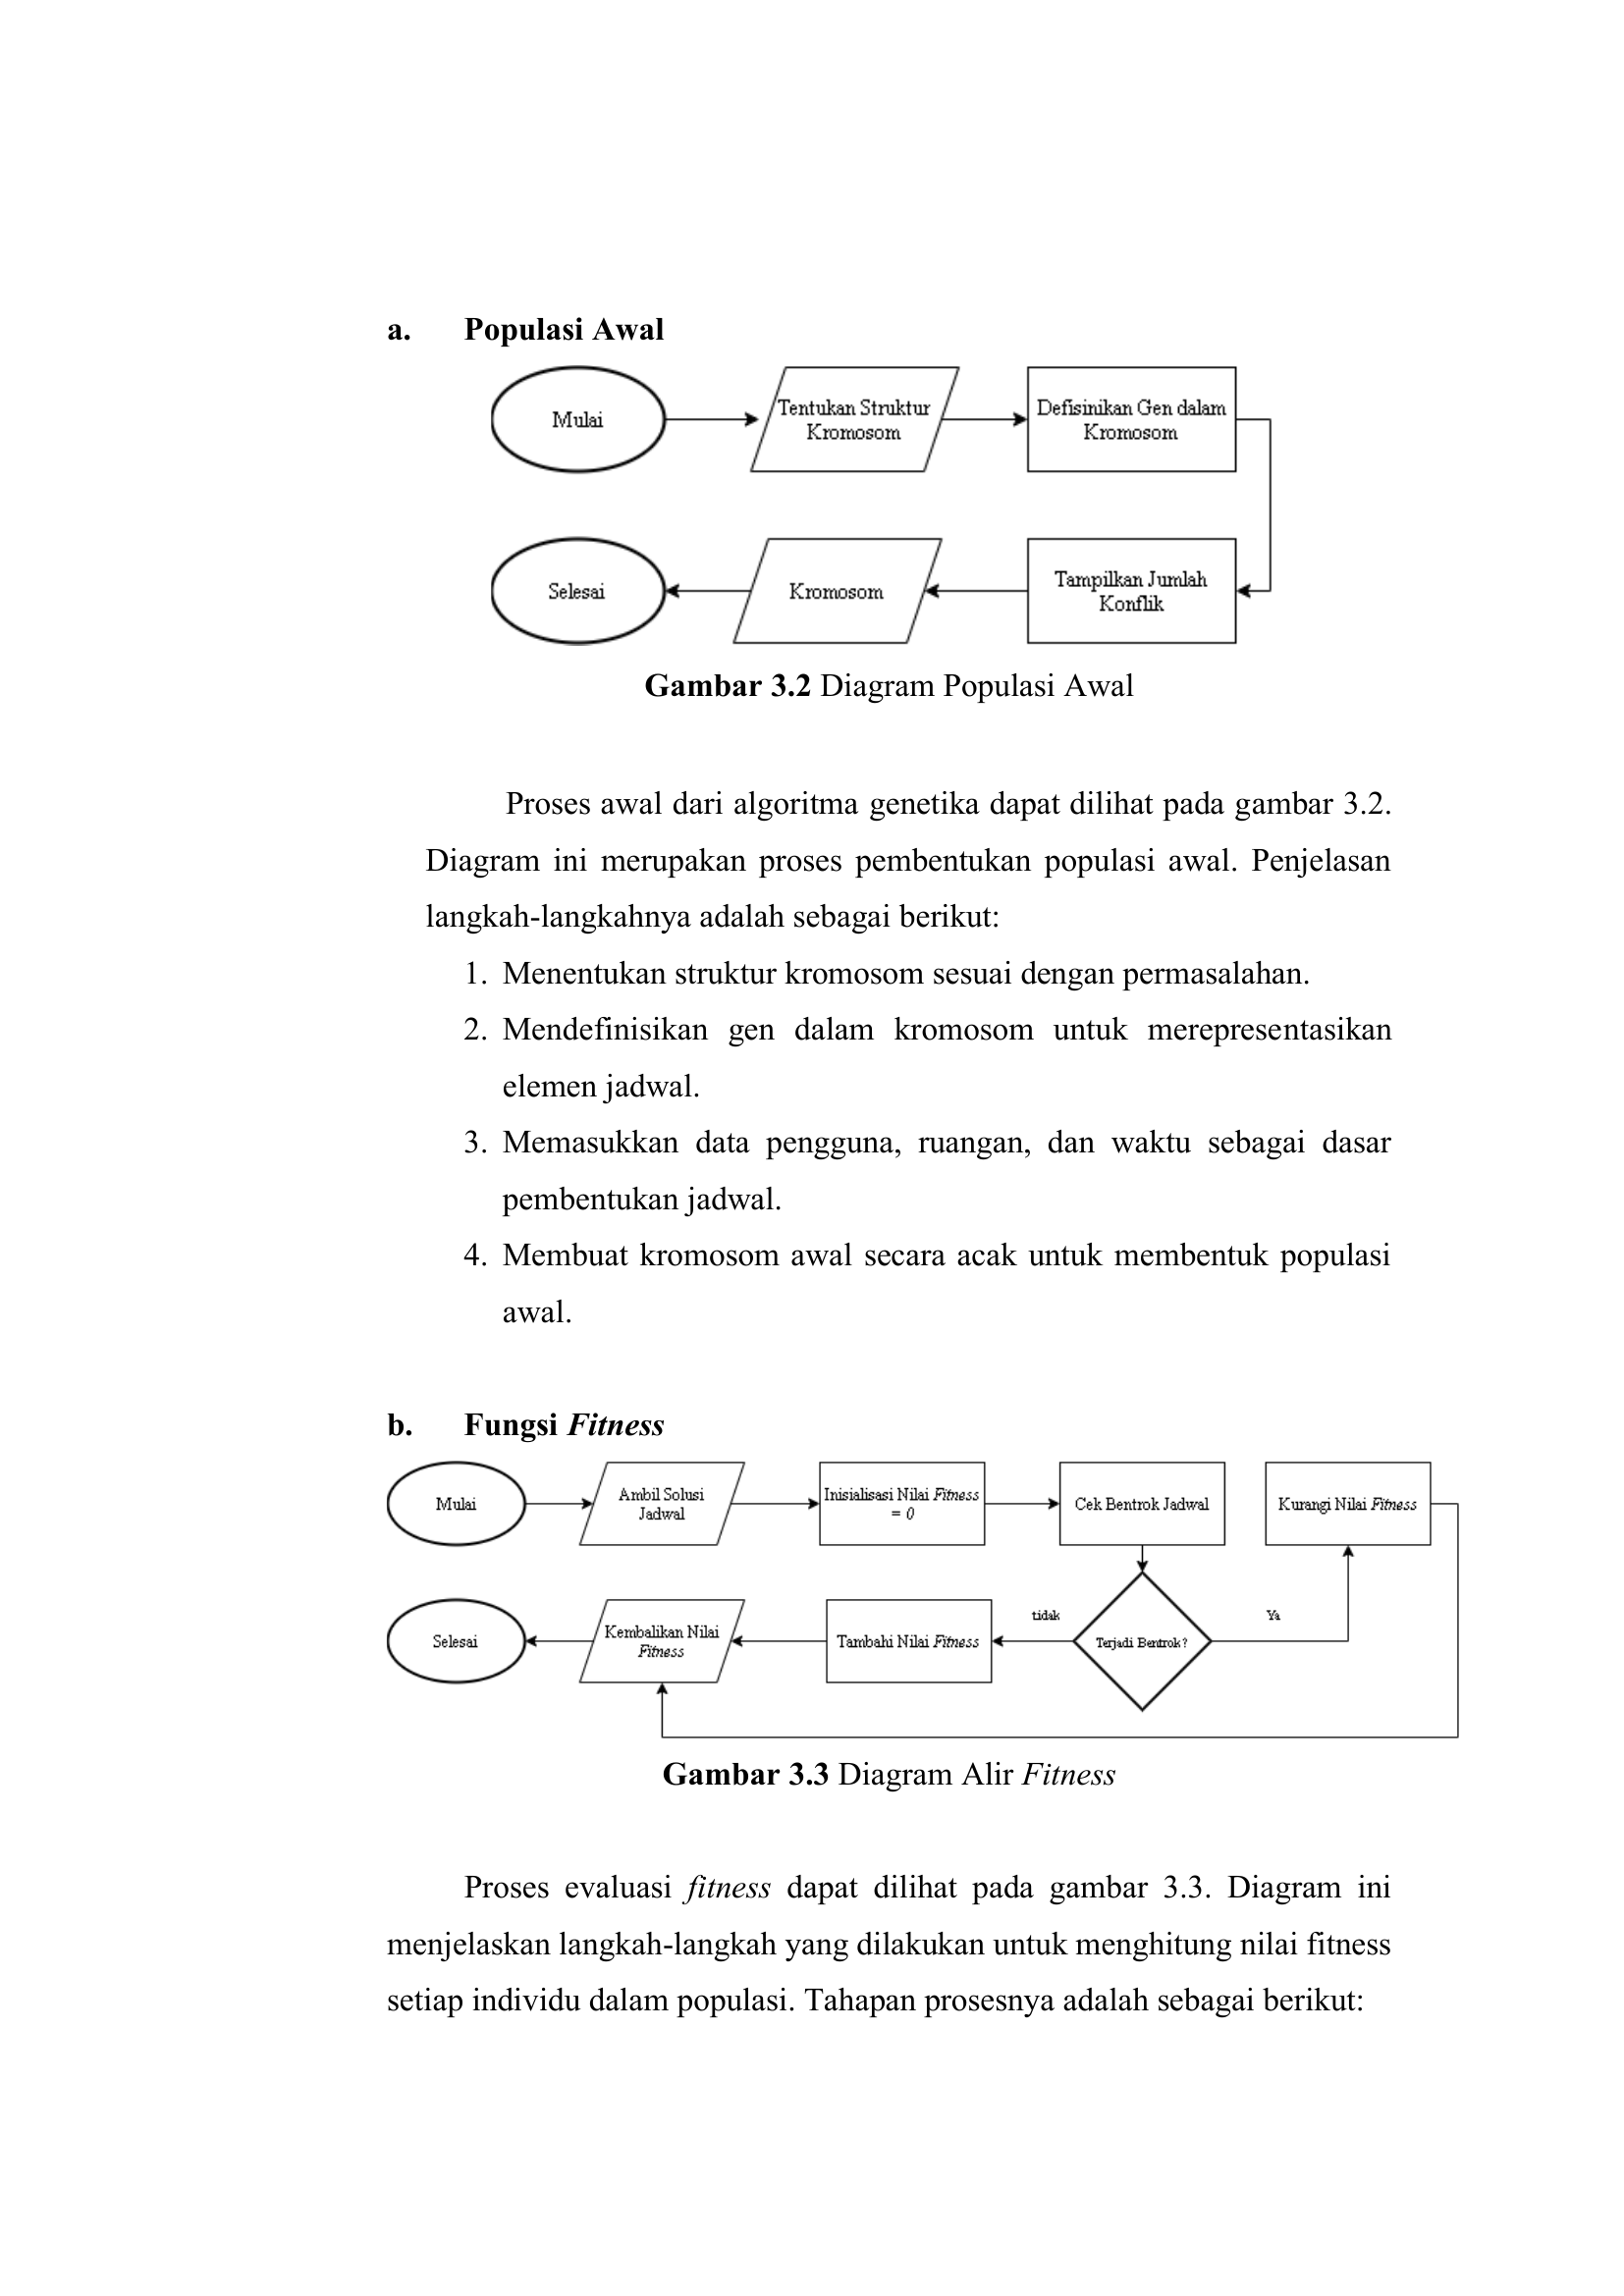 a. Populasi Awal
Mulai
Tentukan Struktur
Kromosom
Defisinikan Gen dalam
Kromosom
Selesai
Kromosom
Tampilkan Jumlah
Konflik
Gambar 3.2 Diagram Populasi Awal
Proses awal dari algoritma genetika dapat dilihat pada gambar 3.2.
Diagram ini merupakan proses pembentukan populasi awal. Penjelasan
langkah-langkahnya adalah sebagai berikut:
1. Menentukan struktur kromosom sesuai dengan permasalahan.
2. Mendefinisikan gen dalam kromosom untuk merepresentasikan
elemen jadwal.
3. Memasukkan data pengguna, ruangan, dan waktu sebagai dasar
pembentukan jadwal.
4. Membuat kromosom awal secara acak untuk membentuk populasi
awal.
b. Fungsi Fitness
Mulai
Ambil Solusi
Jadwal
Inisialisasi Nilai Fitness
= 0
Cek Bentrok Jadwal
Kurangi Nilai Fitness
Selesai
Kembalikan Nilai
Fitness
Tambahi Nilai Fitness
tidak
Terjadi Bentrok?
Ya
Gambar 3.3 Diagram Alir Fitness
Proses evaluasi fitness dapat dilihat pada gambar 3.3. Diagram ini
menjelaskan langkah-langkah yang dilakukan untuk menghitung nilai fitness
setiap individu dalam populasi. Tahapan prosesnya adalah sebagai berikut: